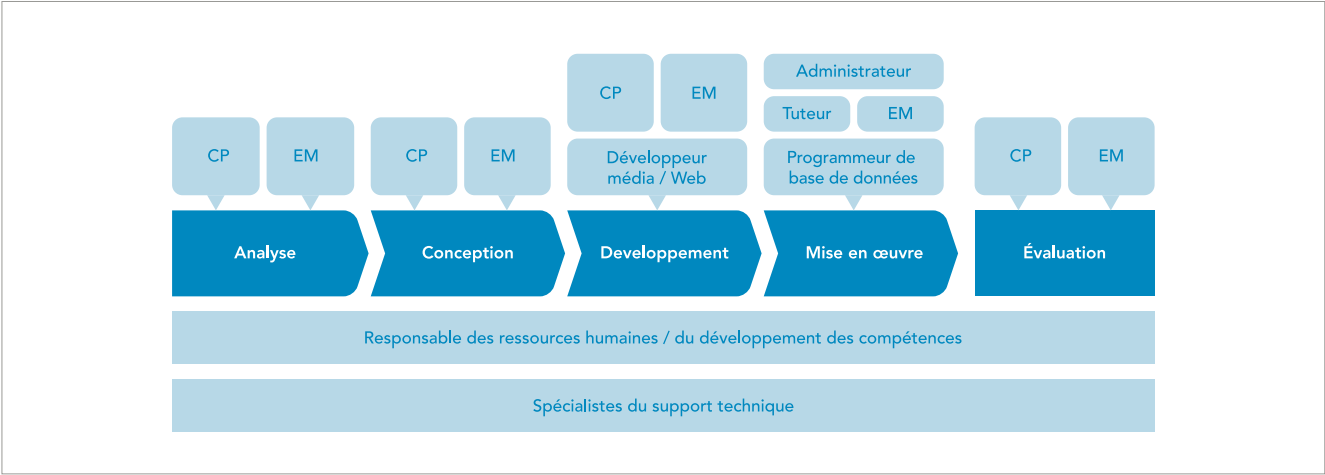 CP
EM
Analyse
CP
EM
Conception
CP
EM
Développeur
média / Web
Developpement
Administrateur
Tuteur
EM
Programmeur de
base de données
Mise en œuvre
CP
EM
Évaluation
Responsable des ressources humaines / du développement des compétences
Spécialistes du support technique